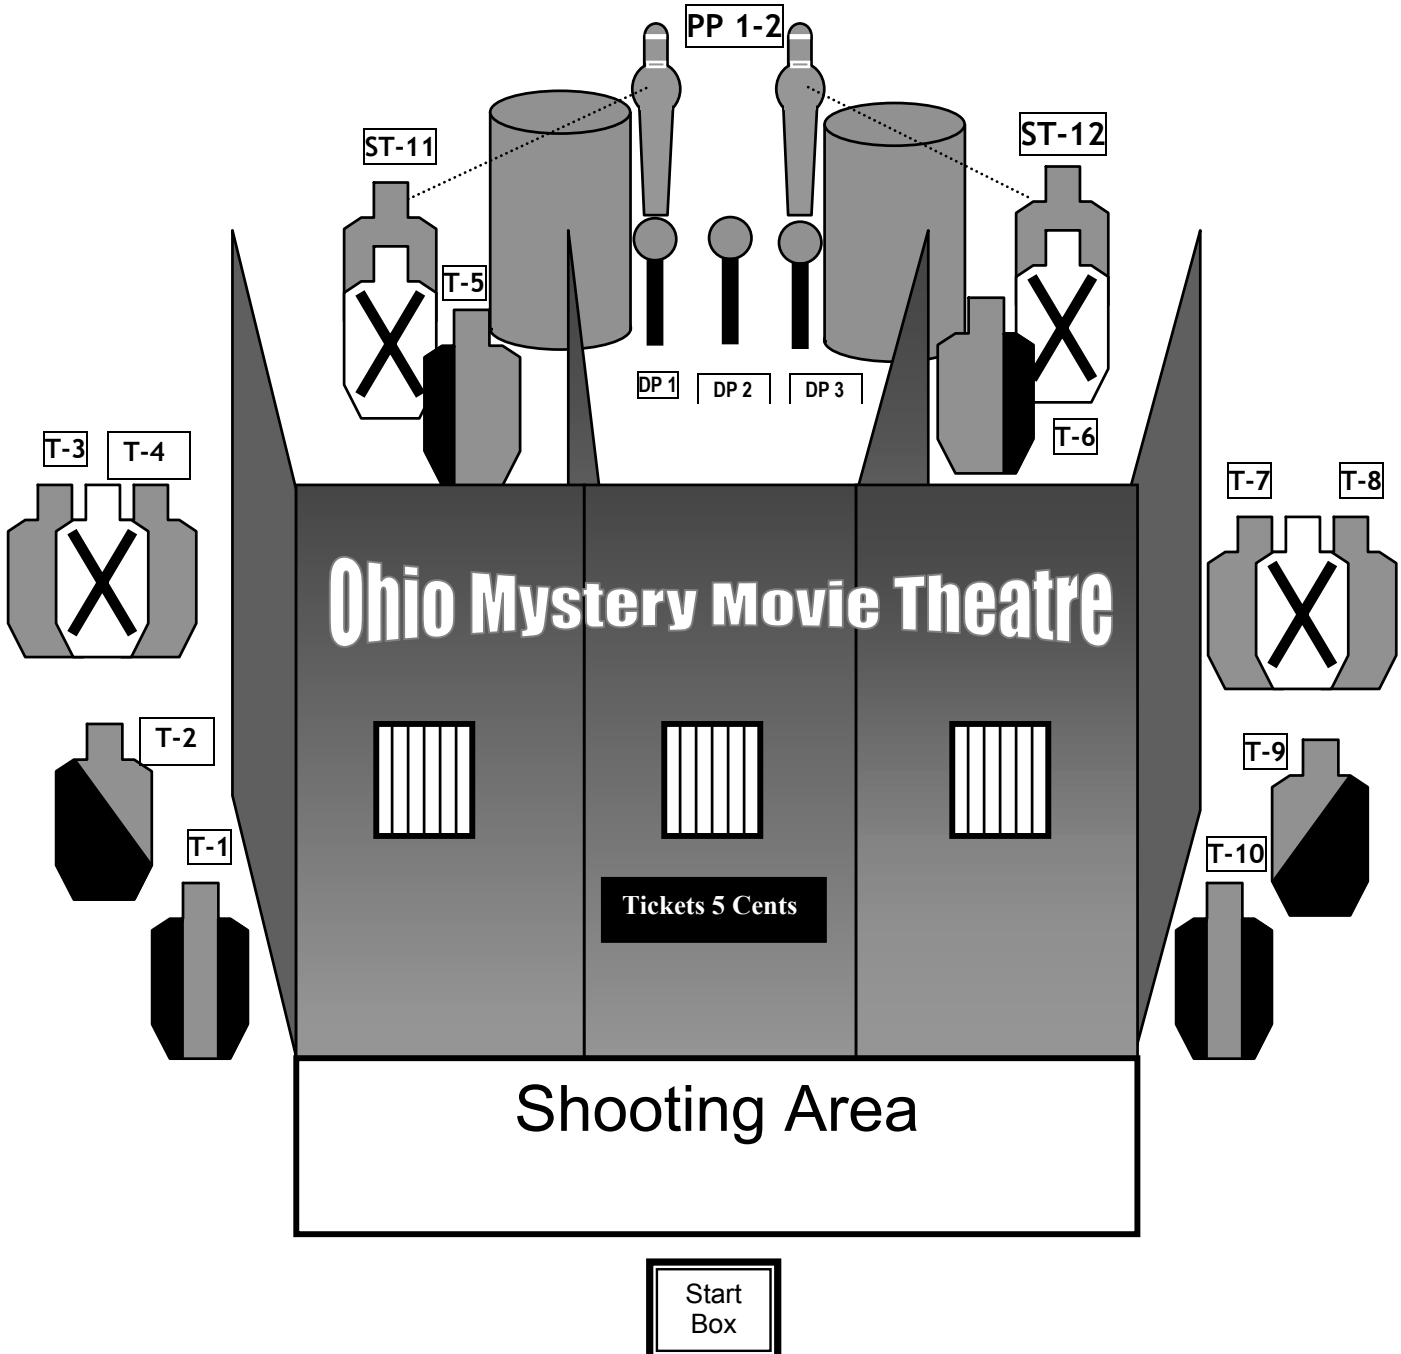 PP 1-2
ST-11
ST-12
T-5
DP 1
DP 2
DP 3
T-6
T-3
T-4
T-7
T-8
Ohio Mystery Movie Theatre
T-2
T-9
T-1
T-10
Tickets 5 Cents
Shooting Area
Start
Box